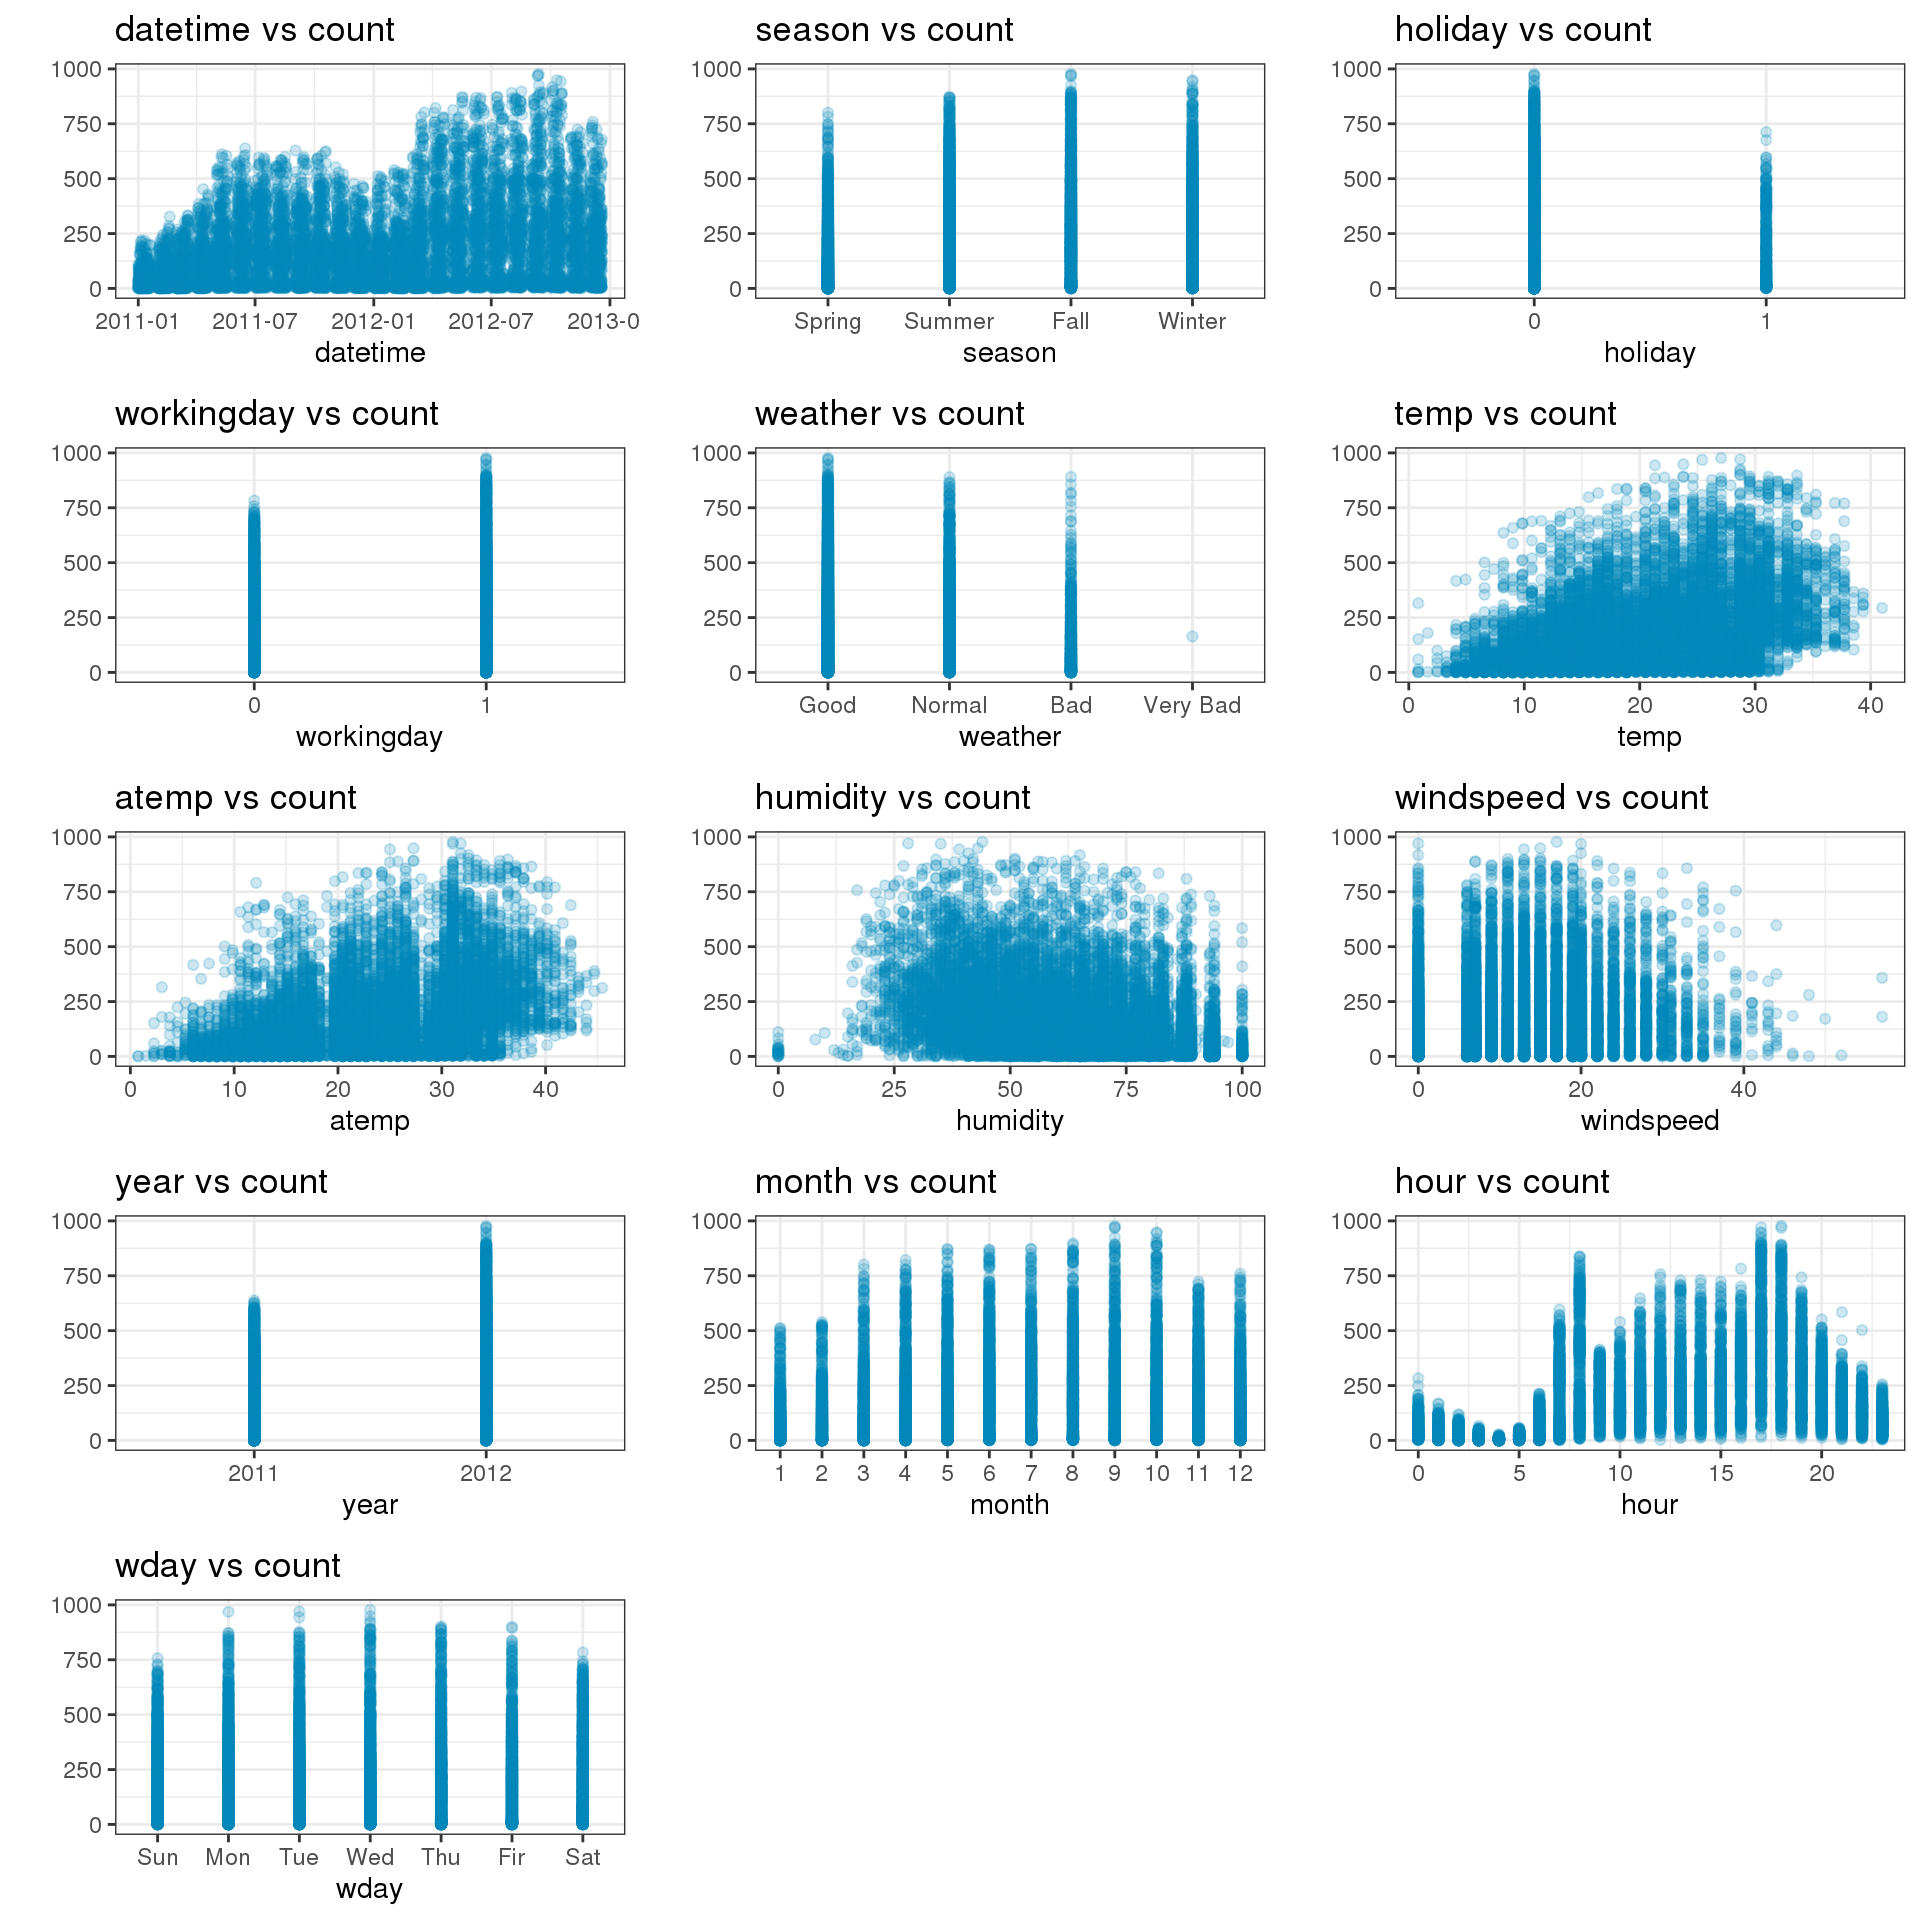 datetime vs count
1000
750
500
250
0
2011-01 2011-07 2012-01 2012-07 2013-0
datetime
season vs count
1000
750
500
250
0
Spring Summer Fall Winter
season
holiday vs count
1000
750
500
250
0
0 1
holiday
workingday vs count
1000
750
500
250
0
0 1
workingday
weather vs count
1000
750
500
250
0
Good Normal Bad Very Bad
weather
temp vs count
1000
750
500
250
0
0 10 20 30 40
temp
atemp vs count
1000
750
500
250
0
0 10 20 30 40
atemp
humidity vs count
1000
750
500
250
0
0 25 50 75 100
humidity
windspeed vs count
1000
750
500
250
0
0 20 40
windspeed
year vs count
1000
750
500
250
0
2011 2012
year
month vs count
1000
750
500
250
0
1 2 3 4 5 6 7 8 9 10 11 12
month
hour vs count
1000
750
500
250
0
0 5 10 15 20
hour
wday vs count
1000
750
500
250
0
Sun Mon Tue Wed Thu Fir Sat
wday